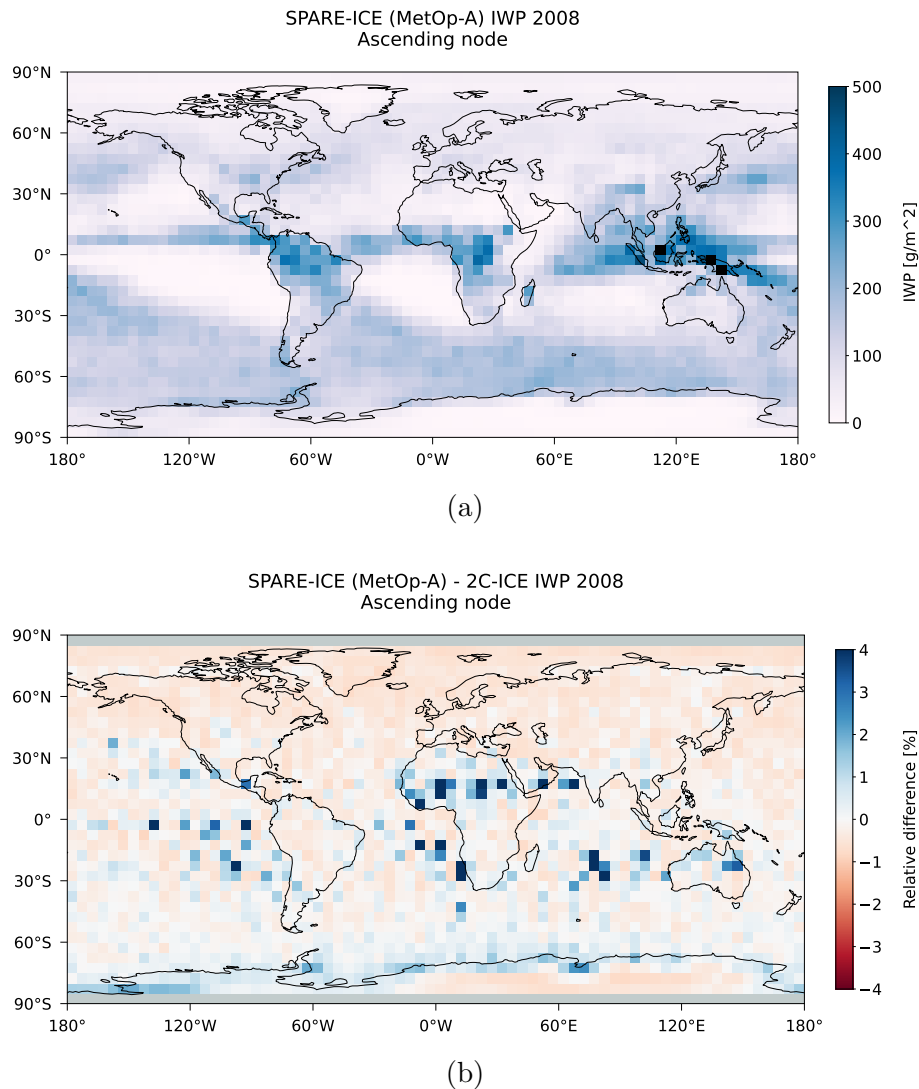 SPARE-ICE (MetOp-A) IWP 2008
Ascending node
90°N
60°N
30°N
0°
30°S
60°S
90°S
180°
120°W
60°W
0°W
60°E
120°E
180°
500
400
300
200
100
0
IWP [g/m^2]
(a)
SPARE-ICE (MetOp-A) - 2C-ICE IWP 2008
Ascending node
90°N
60°N
30°N
0°
30°S
60°S
90°S
180°
120°W
60°W
0°W
60°E
120°E
180°
4
3
2
1
0
−1
−2
−3
−4
Relative difference [%]
(b)